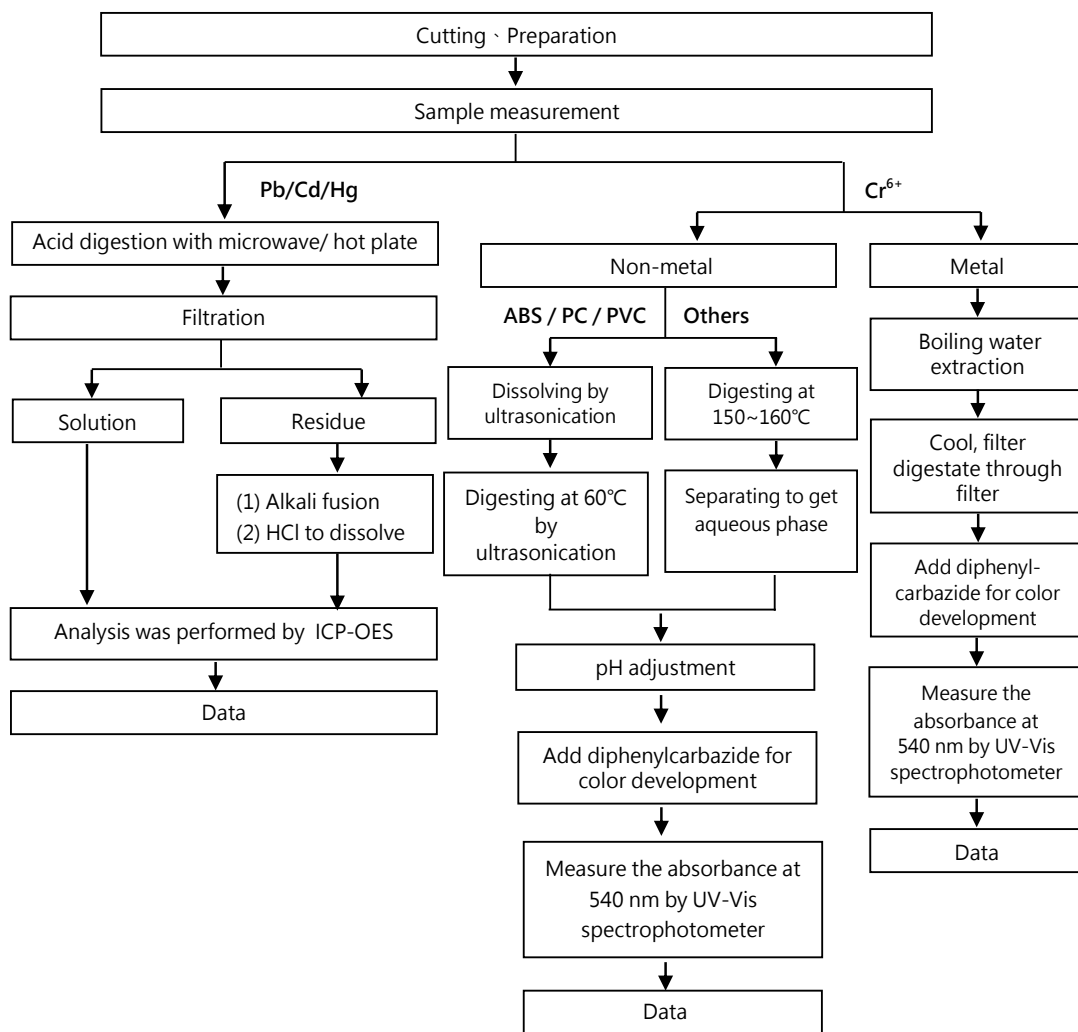 Cutting、Preparation
Sample measurement
Pb/Cd/Hg
Cr⁶⁺
Acid digestion with microwave/ hot plate
Filtration
Solution
Residue
(1) Alkali fusion
(2) HCl to dissolve
Analysis was performed by ICP-OES
Data
Non-metal
ABS / PC / PVC
Others
Dissolving by
ultrasonication
Digesting at
150~160℃
Digesting at 60℃
by
ultrasonication
Separating to get
aqueous phase
pH adjustment
Add diphenylcarbazide for
color development
Measure the absorbance at
540 nm by UV-Vis
spectrophotometer
Data
Metal
Boiling water
extraction
Cool, filter
digestate through
filter
Add diphenyl-
carbazide for color
development
Measure the
absorbance at
540 nm by UV-Vis
spectrophotometer
Data